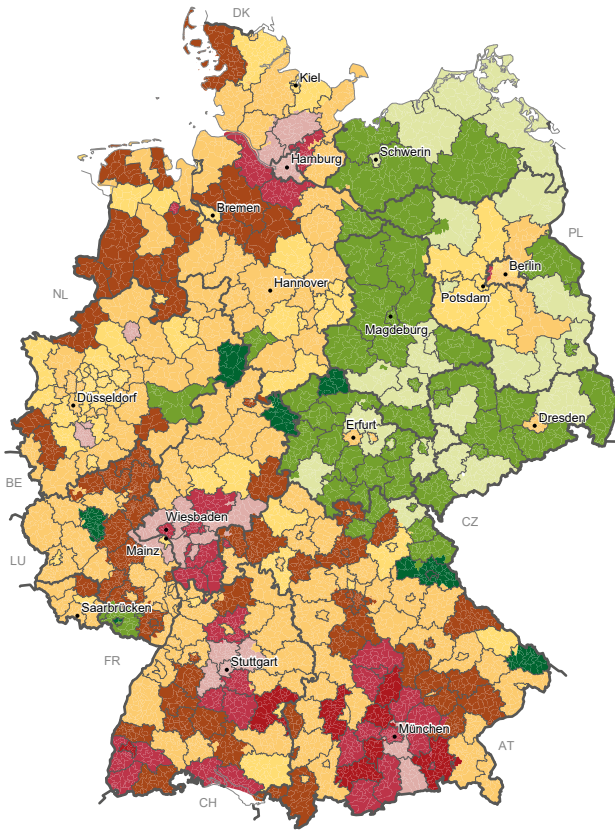 DK
Kiel
Schwerin
Hamburg
Bremen
PL
Berlin
Hannover
NL
Potsdam
Magdeburg
Düsseldorf
Dresden
Erfurt
BE
Wiesbaden
CZ
Mainz
LU
Saarbrücken
FR
Stuttgart
München
AT
CH